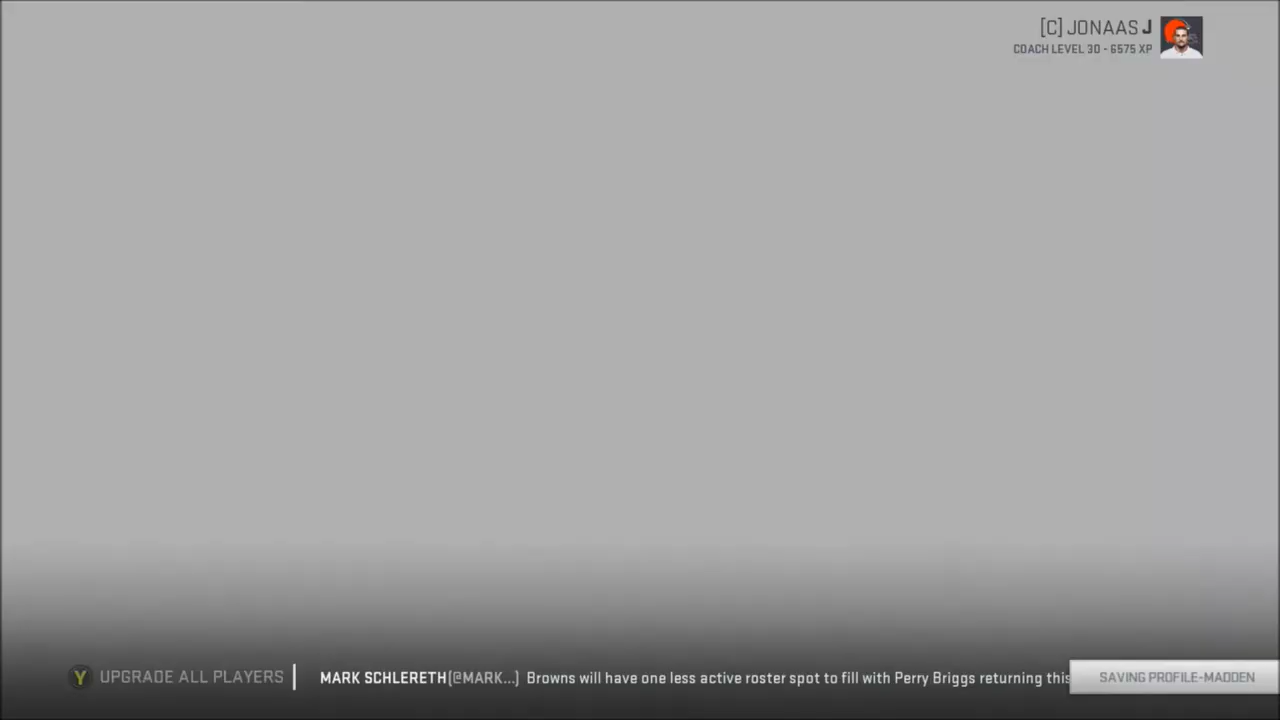 [C] JONAAS J
COACH LEVEL 30 - 6575 XP
Y UPGRADE ALL PLAYERS
MARK SCHLERETH(@MARK...) Browns will have one less active roster spot to fill with Perry Briggs returning this
SAVING PROFILE-MADDEN